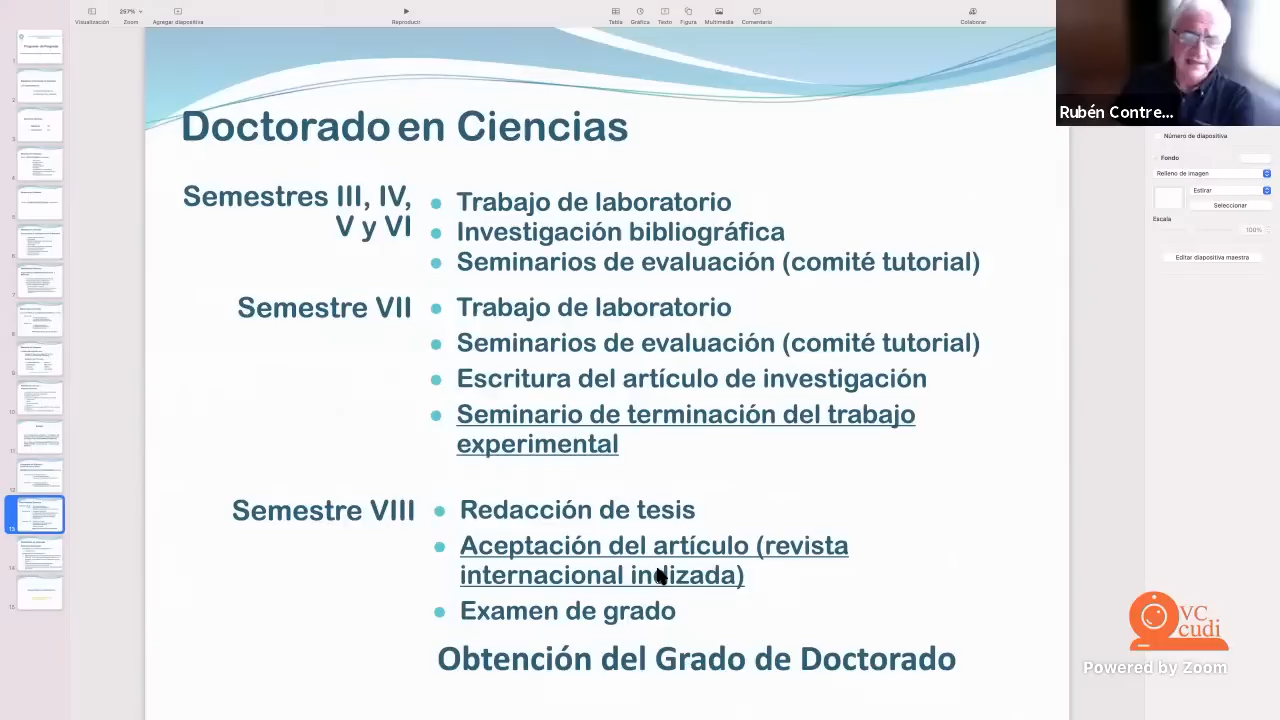 257%
Visualización
Zoom
Agregar diapositiva
Reproducir
Tabla
Gráfica
Texto
Figura
Multimedia
Comentario
Colaborar
Rubén Contre...
Número de diapositiva
Fondo
Relleno de imagen
Estirar
Seleccionar
Escala
100%
Editar diapositiva maestra
Doctorado en Ciencias
Semestres III, IV,
V y VI
Trabajo de laboratorio
Investigación bibliográfica
Seminarios de evaluación (comité tutorial)
Semestre VII
Trabajo de laboratorio
Seminarios de evaluación (comité tutorial)
Escritura del artículo de investigación
Seminario de terminación del trabajo
experimental
Semestre VIII
Redacción de tesis
Aceptación del artículo (revista
internacional indizada)
Examen de grado
Obtención del Grado de Doctorado
VC
cudi
Powered by Zoom